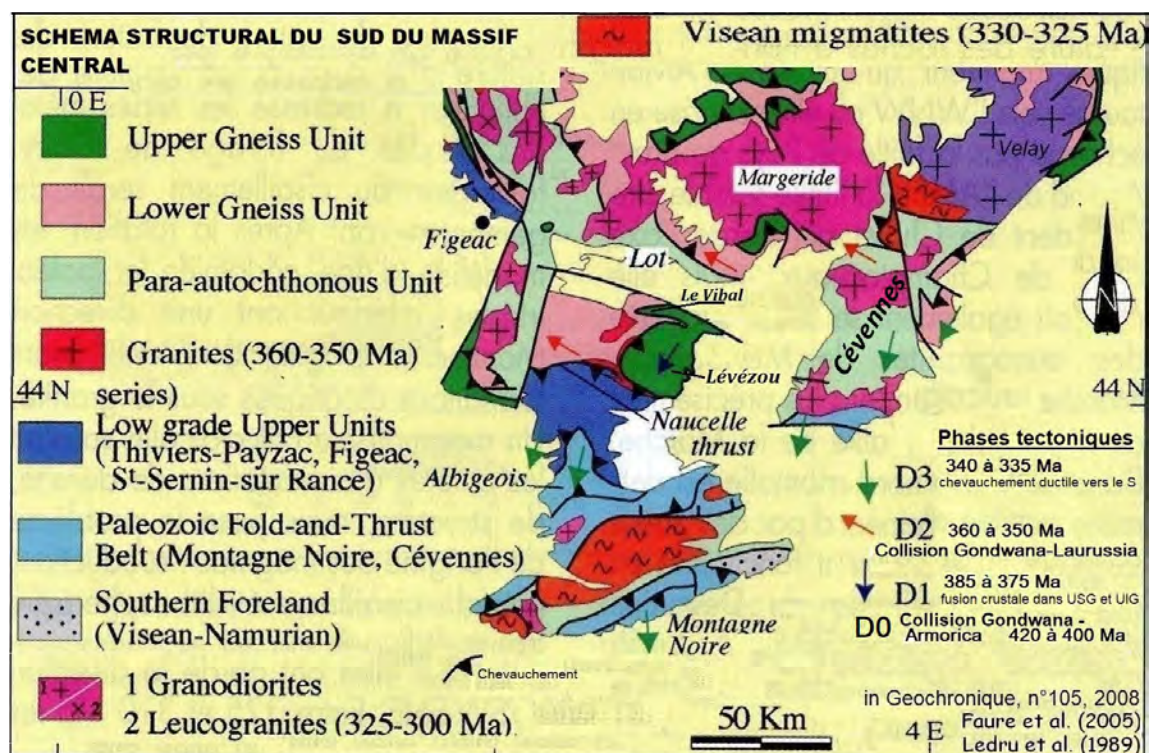 SCHEMA STRUCTURAL DU SUD DU MASSIF
CENTRAL
Visean migmatites (330-325 Ma)
0 E
Upper Gneiss Unit
Lower Gneiss Unit
Para-autochthonous Unit
Granites (360-350 Ma)
series)
44 N
Low grade Upper Units
(Thiviers-Payzac, Figeac,
St-Sernin-sur Rance)
Paleozoic Fold-and-Thrust
Belt (Montagne Noire, Cévennes)
Southern Foreland
(Visean-Namurian)
1 Granodiorites
2 Leucogranites (325-300 Ma)
1
2
Velay
Margeride
Figeac
Lot
Le Vibal
Cévennes
Lévézou
N
44 N
Naucelle
thrust
Albigeois
Montagne
Noire
Phases tectoniques
D3 340 à 335 Ma
chevauchement ductile vers le S
D2 360 à 350 Ma
Collision Gondwana-Laurussia
D1 385 à 375 Ma
fusion crustale dans USG et UIG
D0 Collision Gondwana -
Armorica 420 à 400 Ma
Chevauchement
50 Km
4 E
in Geochronique, n°105, 2008
Faure et al. (2005)
Ledru et al. (1989)